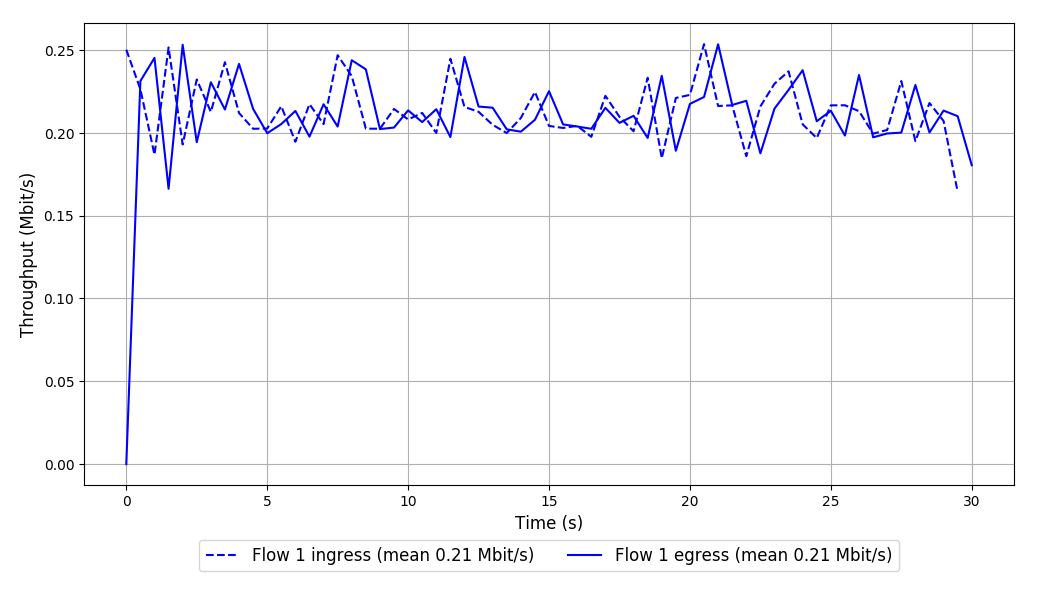 0.25
0.20
0.15
0.10
0.05
0.00
Throughput (Mbit/s)
0 5 10 15 20 25 30
Time (s)
Flow 1 ingress (mean 0.21 Mbit/s) Flow 1 egress (mean 0.21 Mbit/s)